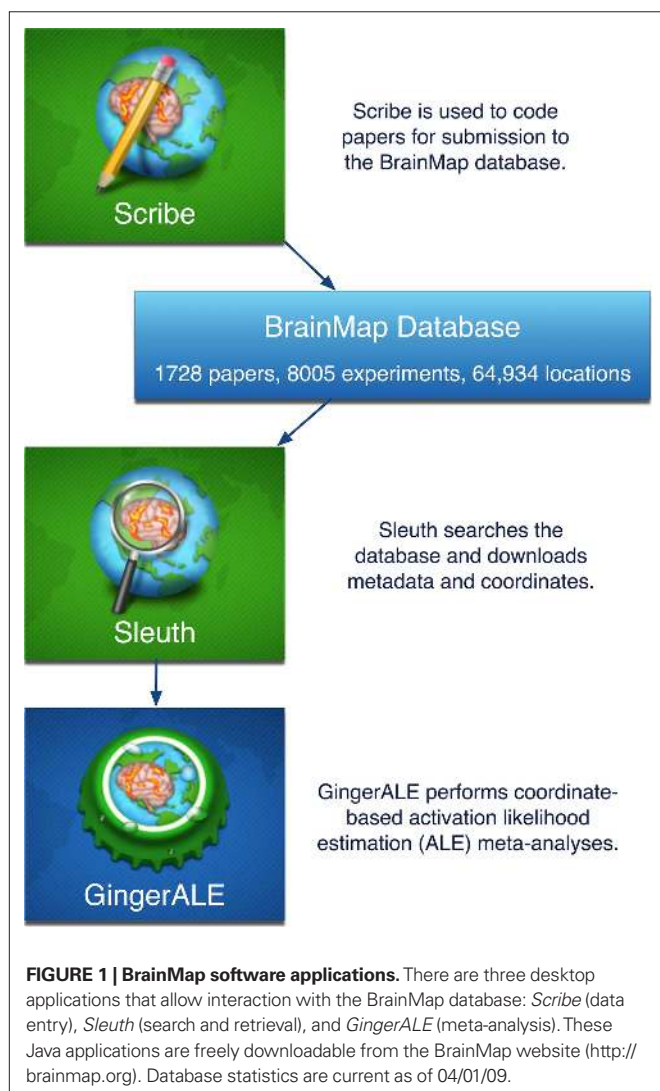 Scribe is used to code
papers for submission to
the BrainMap database.
Scribe
BrainMap Database
1728 papers, 8005 experiments, 64,934 locations
Sleuth searches the
database and downloads
metadata and coordinates.
Sleuth
GingerALE performs coordinate-
based activation likelihood
estimation (ALE) meta-analyses.
GingerALE
FIGURE 1 | BrainMap software applications. There are three desktop
applications that allow interaction with the BrainMap database: Scribe (data
entry), Sleuth (search and retrieval), and GingerALE (meta-analysis). These
Java applications are freely downloadable from the BrainMap website (http://
brainmap.org). Database statistics are current as of 04/01/09.